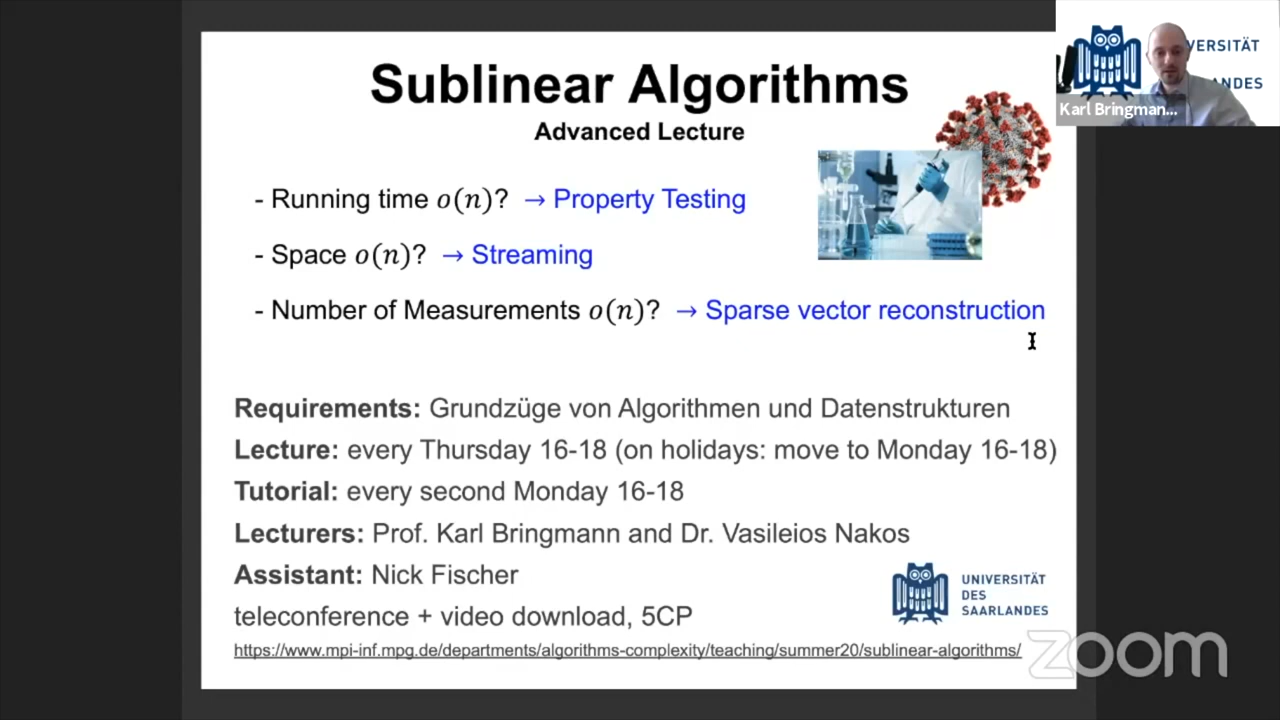 Sublinear Algorithms
Advanced Lecture
- Running time o(n)? → Property Testing
- Space o(n)? → Streaming
- Number of Measurements o(n)? → Sparse vector reconstruction
Requirements: Grundzüge von Algorithmen und Datenstrukturen
Lecture: every Thursday 16-18 (on holidays: move to Monday 16-18)
Tutorial: every second Monday 16-18
Lecturers: Prof. Karl Bringmann and Dr. Vasileios Nakos
Assistant: Nick Fischer
teleconference + video download, 5CP
https://www.mpi-inf.mpg.de/departments/algorithms-complexity/teaching/summer20/sublinear-algorithms/
UNIVERSITÄT
DES
SAARLANDES
zoom
VERSITÄT
LANDES
Karl Bringman...